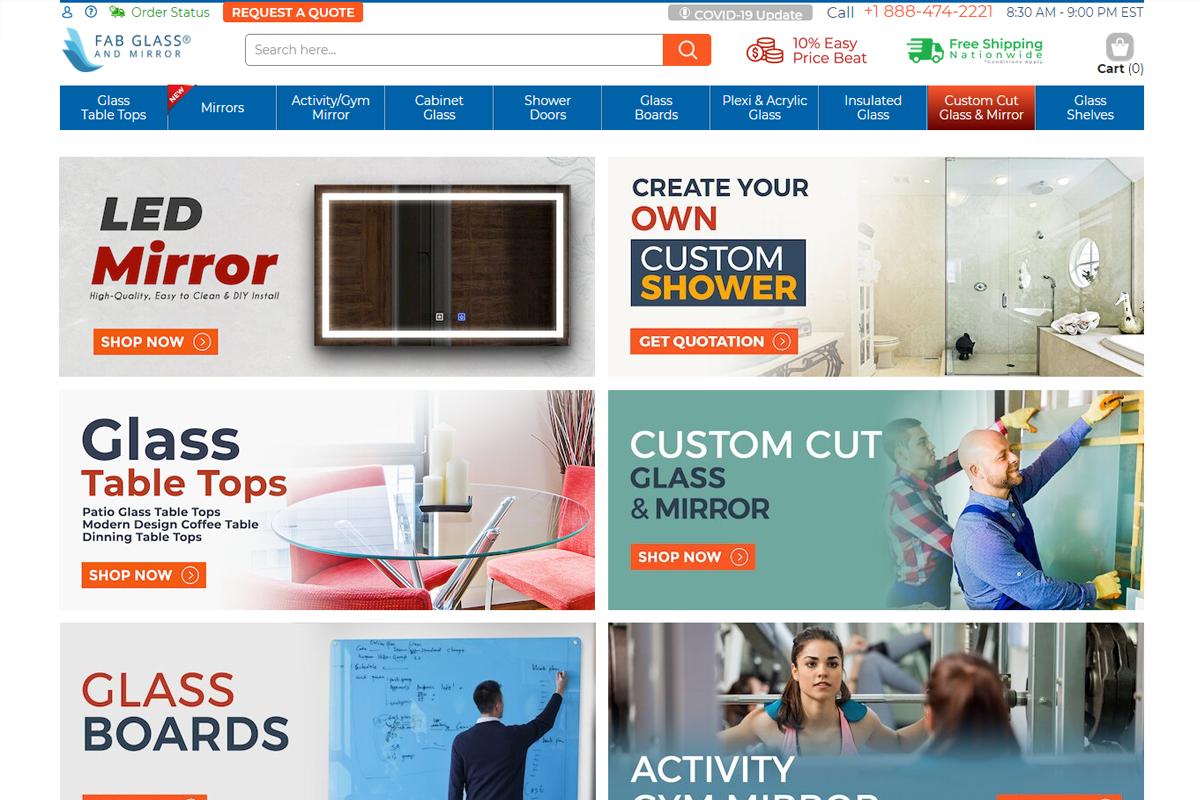 Order Status
REQUEST A QUOTE
COVID-19 Update
Call +1 888-474-2221 8:30 AM - 9:00 PM EST
FAB GLASS®
AND MIRROR
Search here...
10% Easy
Price Beat
Free Shipping
Nationwide
*Conditions Apply
Cart (0)
Glass
Table Tops
NEW
Mirrors
Activity/Gym
Mirror
Cabinet
Glass
Shower
Doors
Glass
Boards
Plexi & Acrylic
Glass
Insulated
Glass
Custom Cut
Glass & Mirror
Glass
Shelves
LED
Mirror
High-Quality, Easy to Clean & DIY Install
SHOP NOW
CREATE YOUR
OWN
CUSTOM
SHOWER
GET QUOTATION
Glass
Table Tops
Patio Glass Table Tops
Modern Design Coffee Table
Dinning Table Tops
SHOP NOW
CUSTOM CUT
GLASS
& MIRROR
SHOP NOW
GLASS
BOARDS
ACTIVITY
GYM MIRROR